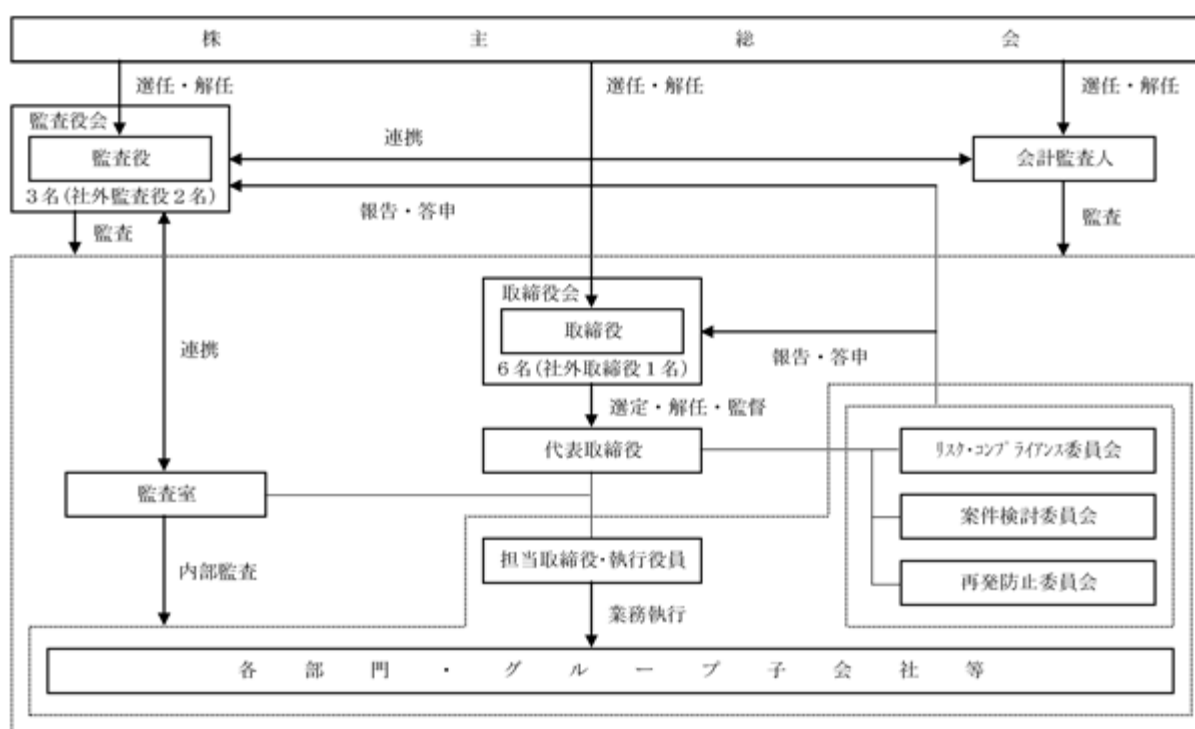 株主総会
選任・解任
選任・解任
選任・解任
監査役会
監査役
3名(社外監査役2名)
連携
会計監査人
報告・答申
監査
監査
取締役会
取締役
6名(社外取締役1名)
連携
報告・答申
選定・解任・監督
代表取締役
リスク・コンプライアンス委員会
監査室
案件検討委員会
担当取締役・執行役員
内部監査
再発防止委員会
業務執行
各部門・グループ子会社等